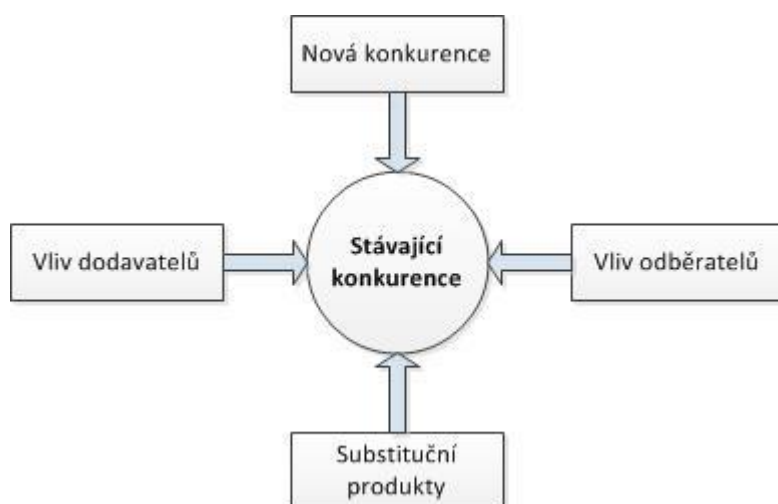 Nová konkurence
Vliv dodavatelů
Stávající
konkurence
Vliv odběratelů
Substituční
produkty